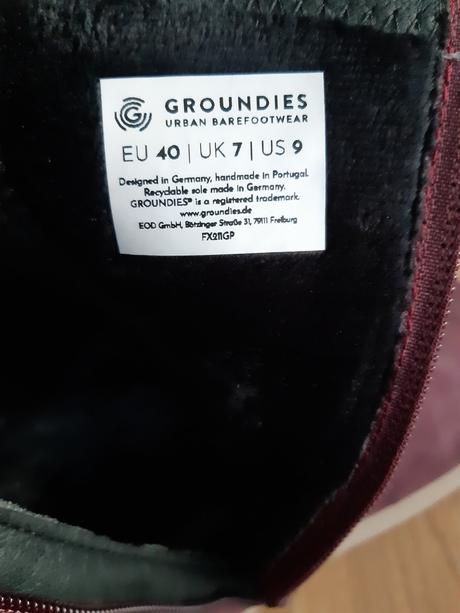 GROUNDIES
URBAN BAREFOOTWEAR
EU 40 | UK 7 | US 9
Designed in Germany, handmade in Portugal.
Recyclable sole made in Germany.
GROUNDIES® is a registered trademark.
www.groundies.de
EOD GmbH, Bötzinger Straße 31, 79111 Freiburg
FX211GP